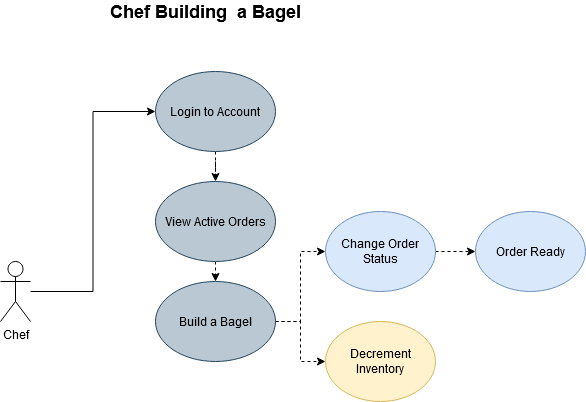 Chef Building a Bagel
Login to Account
View Active Orders
Change Order
Status
Order Ready
Chef
Build a Bagel
Decrement
Inventory